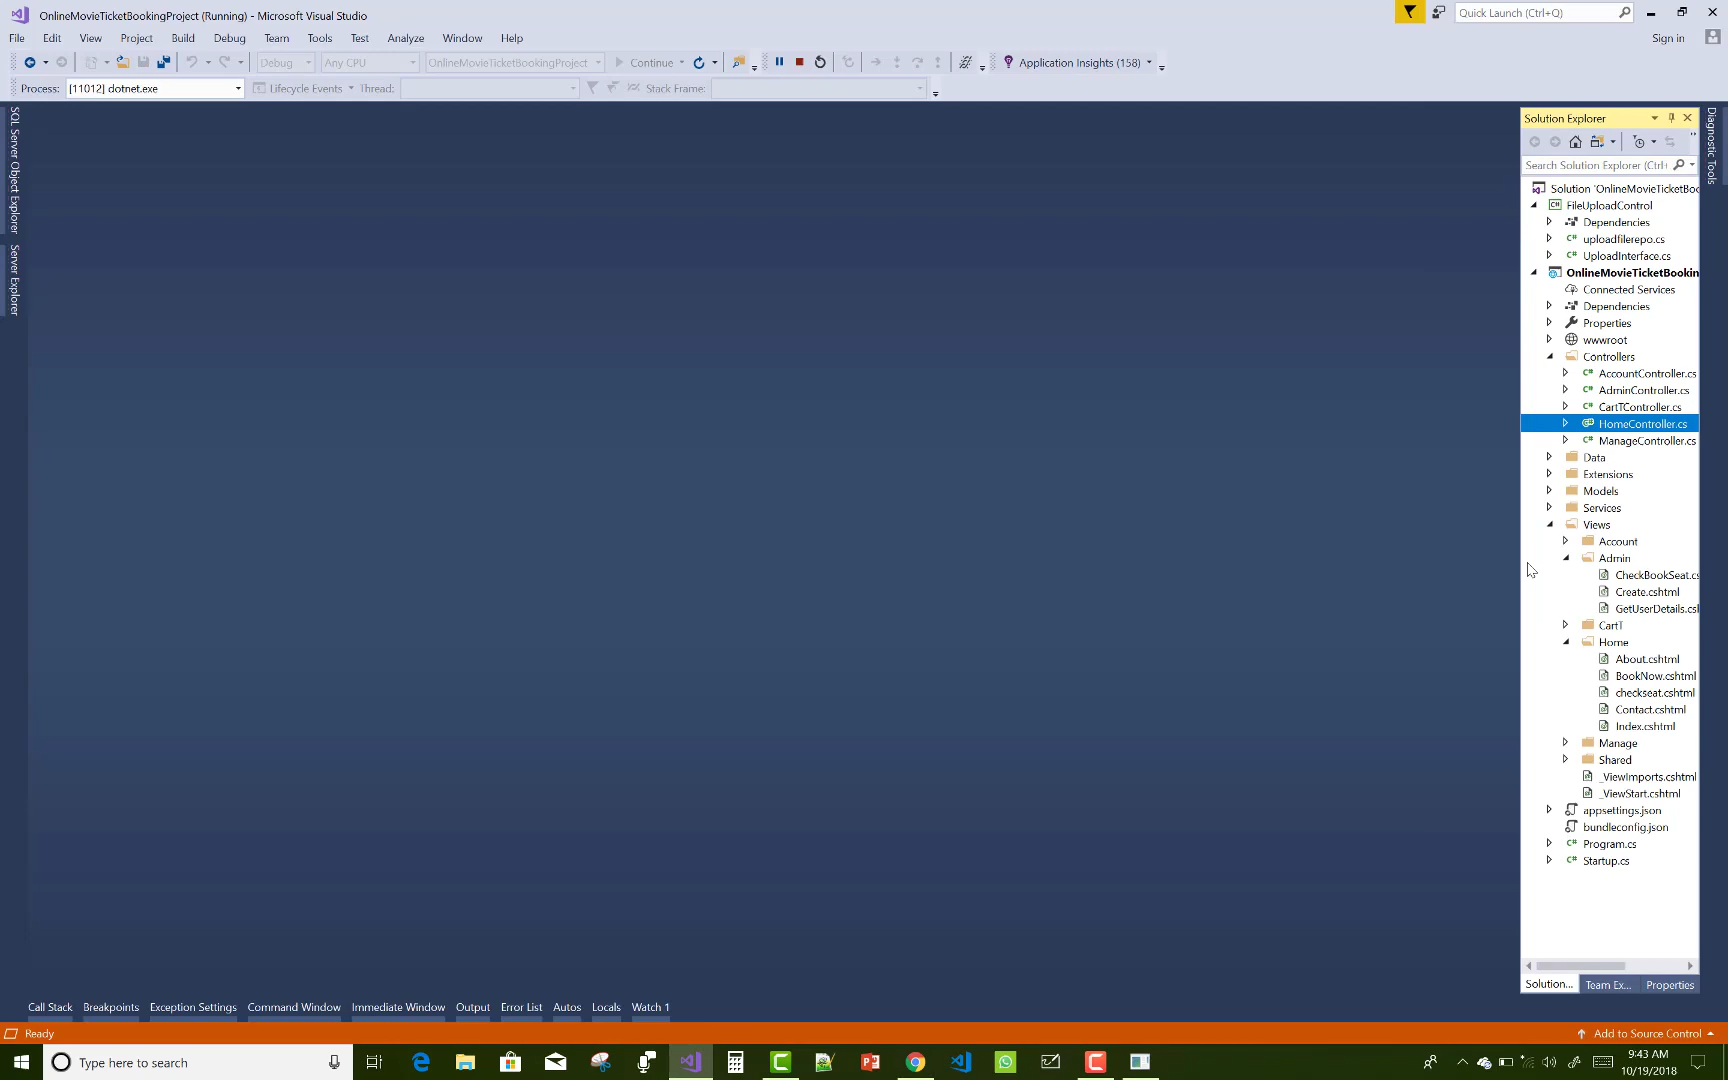 OnlineMovieTicketBookingProject (Running) - Microsoft Visual Studio
Quick Launch (Ctrl+Q)
File Edit View Project Build Debug Team Tools Test Analyze Window Help
Sign in
Debug Any CPU OnlineMovieTicketBookingProject Continue Application Insights (158)
Process: [11012] dotnet.exe Lifecycle Events Thread: Stack Frame:
SQL Server Object Explorer
Server Explorer
Solution Explorer
Diagnostic Tools
Search Solution Explorer (Ctrl+
Solution 'OnlineMovieTicketBoo
FileUploadControl
Dependencies
uploadfilerepo.cs
UploadInterface.cs
OnlineMovieTicketBookin
Connected Services
Dependencies
Properties
wwwroot
Controllers
AccountController.cs
AdminController.cs
CartTController.cs
HomeController.cs
ManageController.cs
Data
Extensions
Models
Services
Views
Account
Admin
CheckBookSeat.cs
Create.cshtml
GetUserDetails.csh
CartT
Home
About.cshtml
BookNow.cshtml
checkseat.cshtml
Contact.cshtml
Index.cshtml
Manage
Shared
_ViewImports.cshtml
_ViewStart.cshtml
appsettings.json
bundleconfig.json
Program.cs
Startup.cs
Solution... Team Ex... Properties
Call Stack Breakpoints Exception Settings Command Window Immediate Window Output Error List Autos Locals Watch 1
Ready
Add to Source Control
Type here to search
9:43 AM
10/19/2018